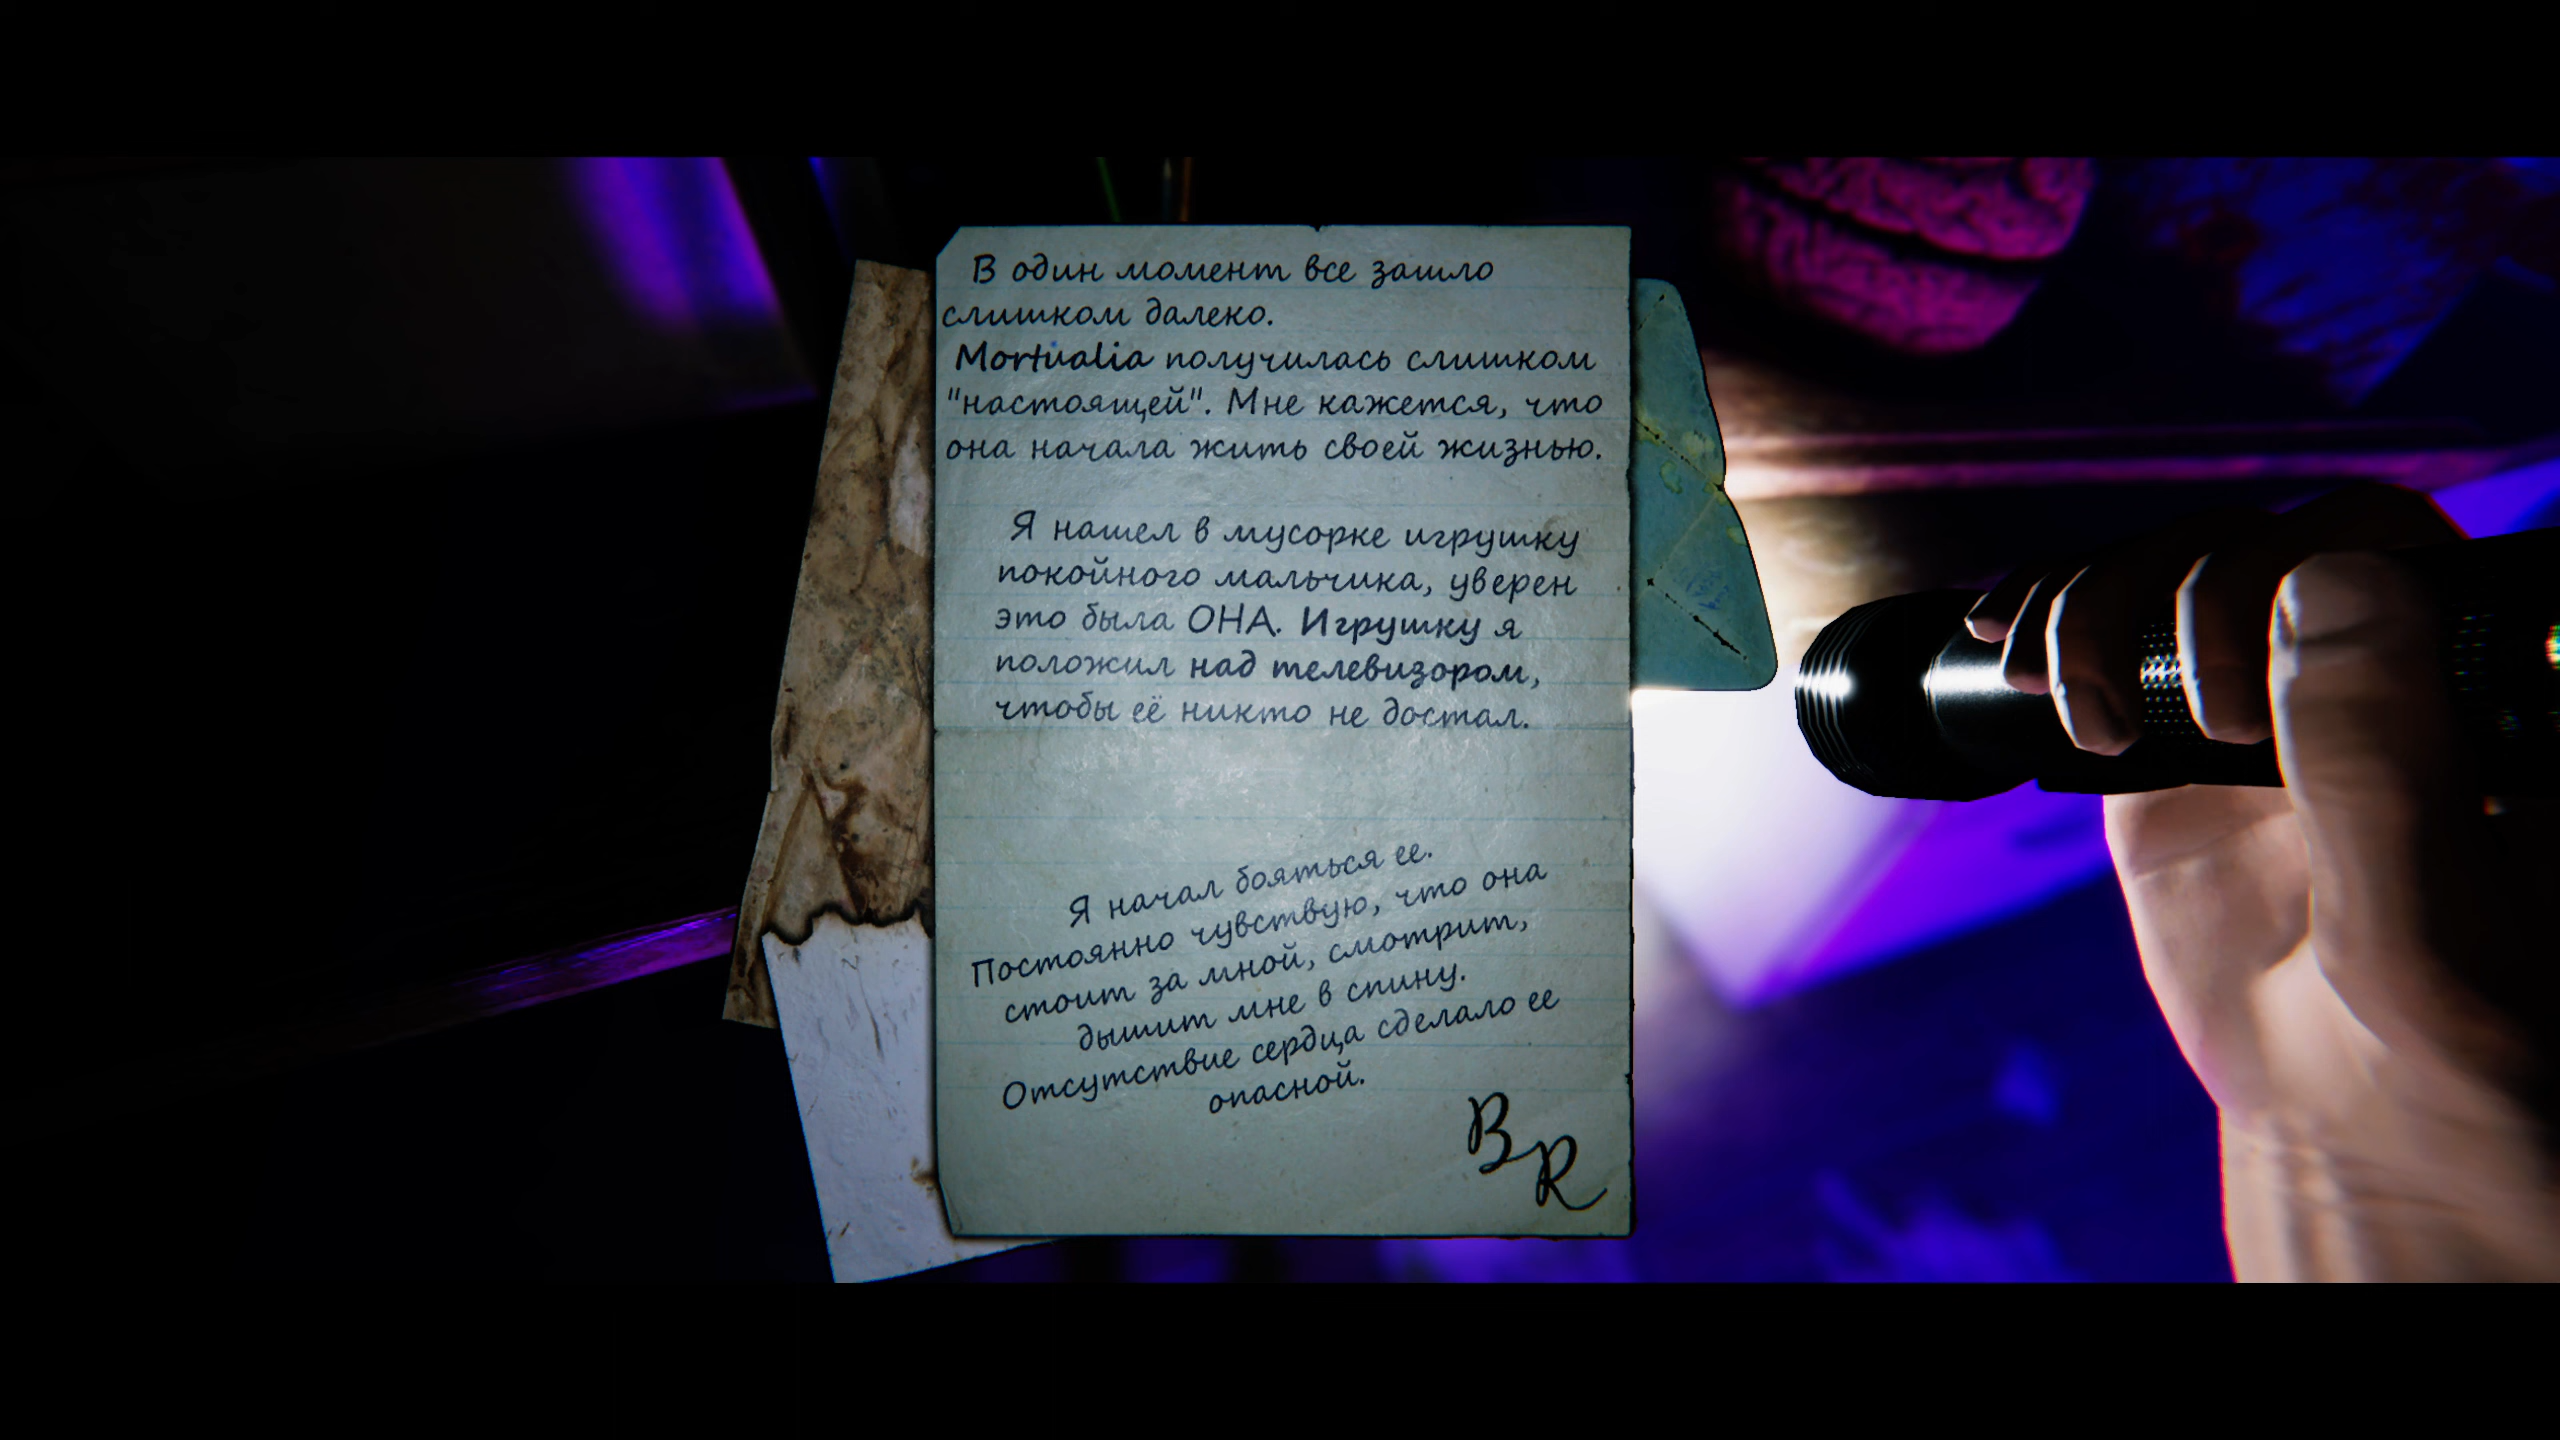 В один момент все зашло
слишком далеко.
Mortualia получилась слишком
"настоящей". Мне кажется, что
она начала жить своей жизнью.
Я нашел в мусорке игрушку
покойного мальчика, уверен
это была ОНА. Игрушку я
положил над телевизором,
чтобы её никто не достал.
Я начал бояться ее.
Постоянно чувствую, что она
стоит за мной, смотрит,
дышит мне в спину.
Отсутствие сердца сделало ее
опасной.
BR